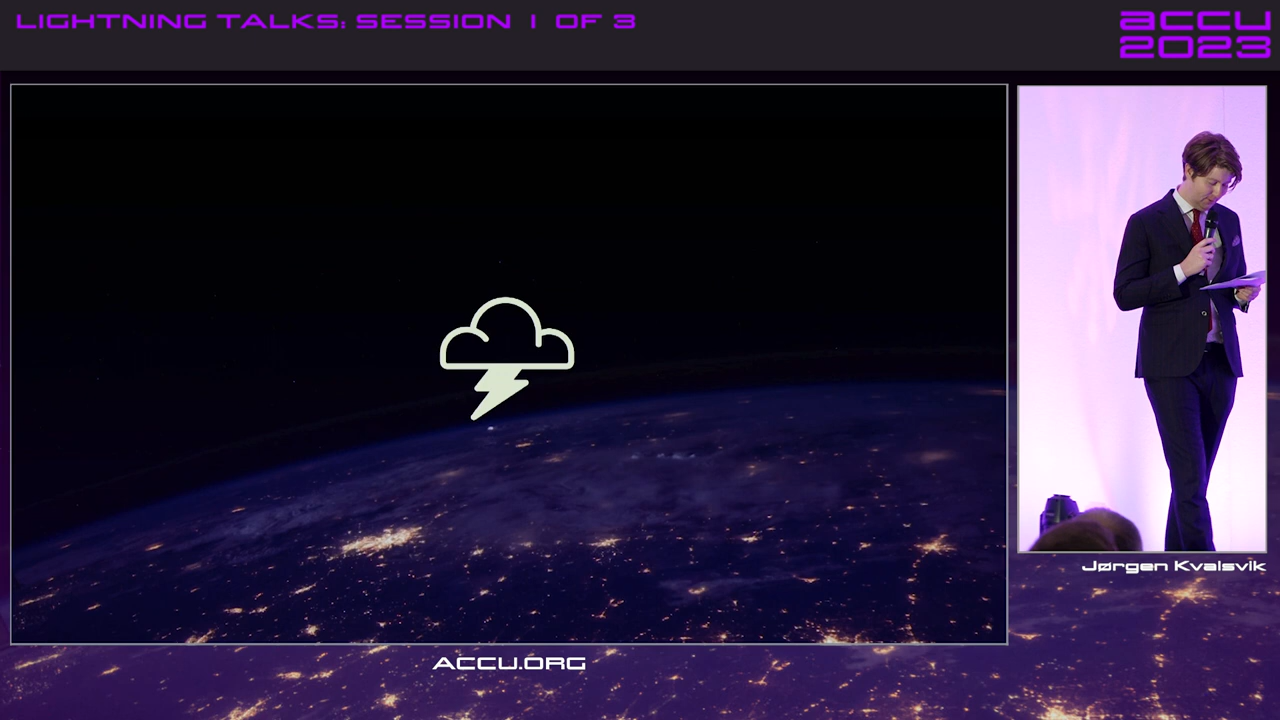 LIGHTNING TALKS: SESSION 1 OF 3
accu
2023
Jørgen Kvalsvik
ACCU.ORG